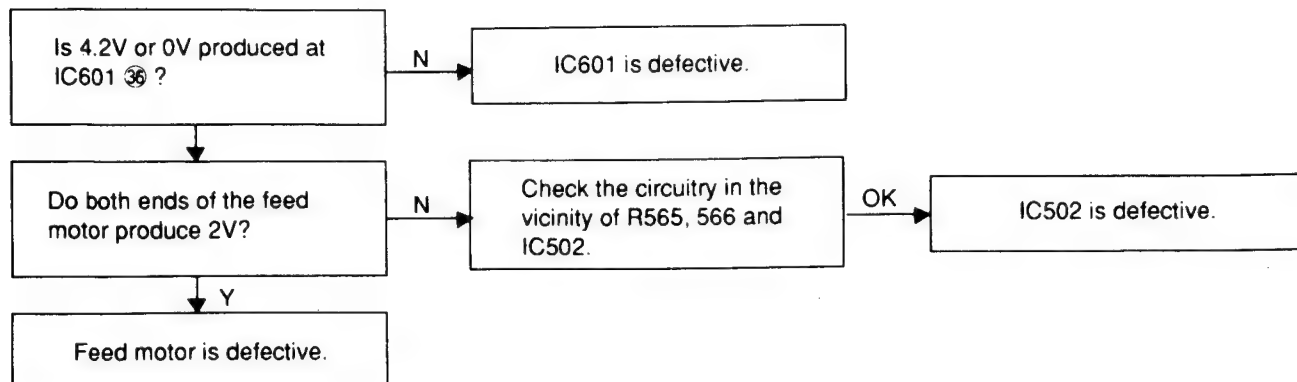 Is 4.2V or 0V produced at
IC601 ㊱ ?
N
IC601 is defective.
Do both ends of the feed
motor produce 2V?
N
Check the circuitry in the
vicinity of R565, 566 and
IC502.
OK
IC502 is defective.
Y
Feed motor is defective.